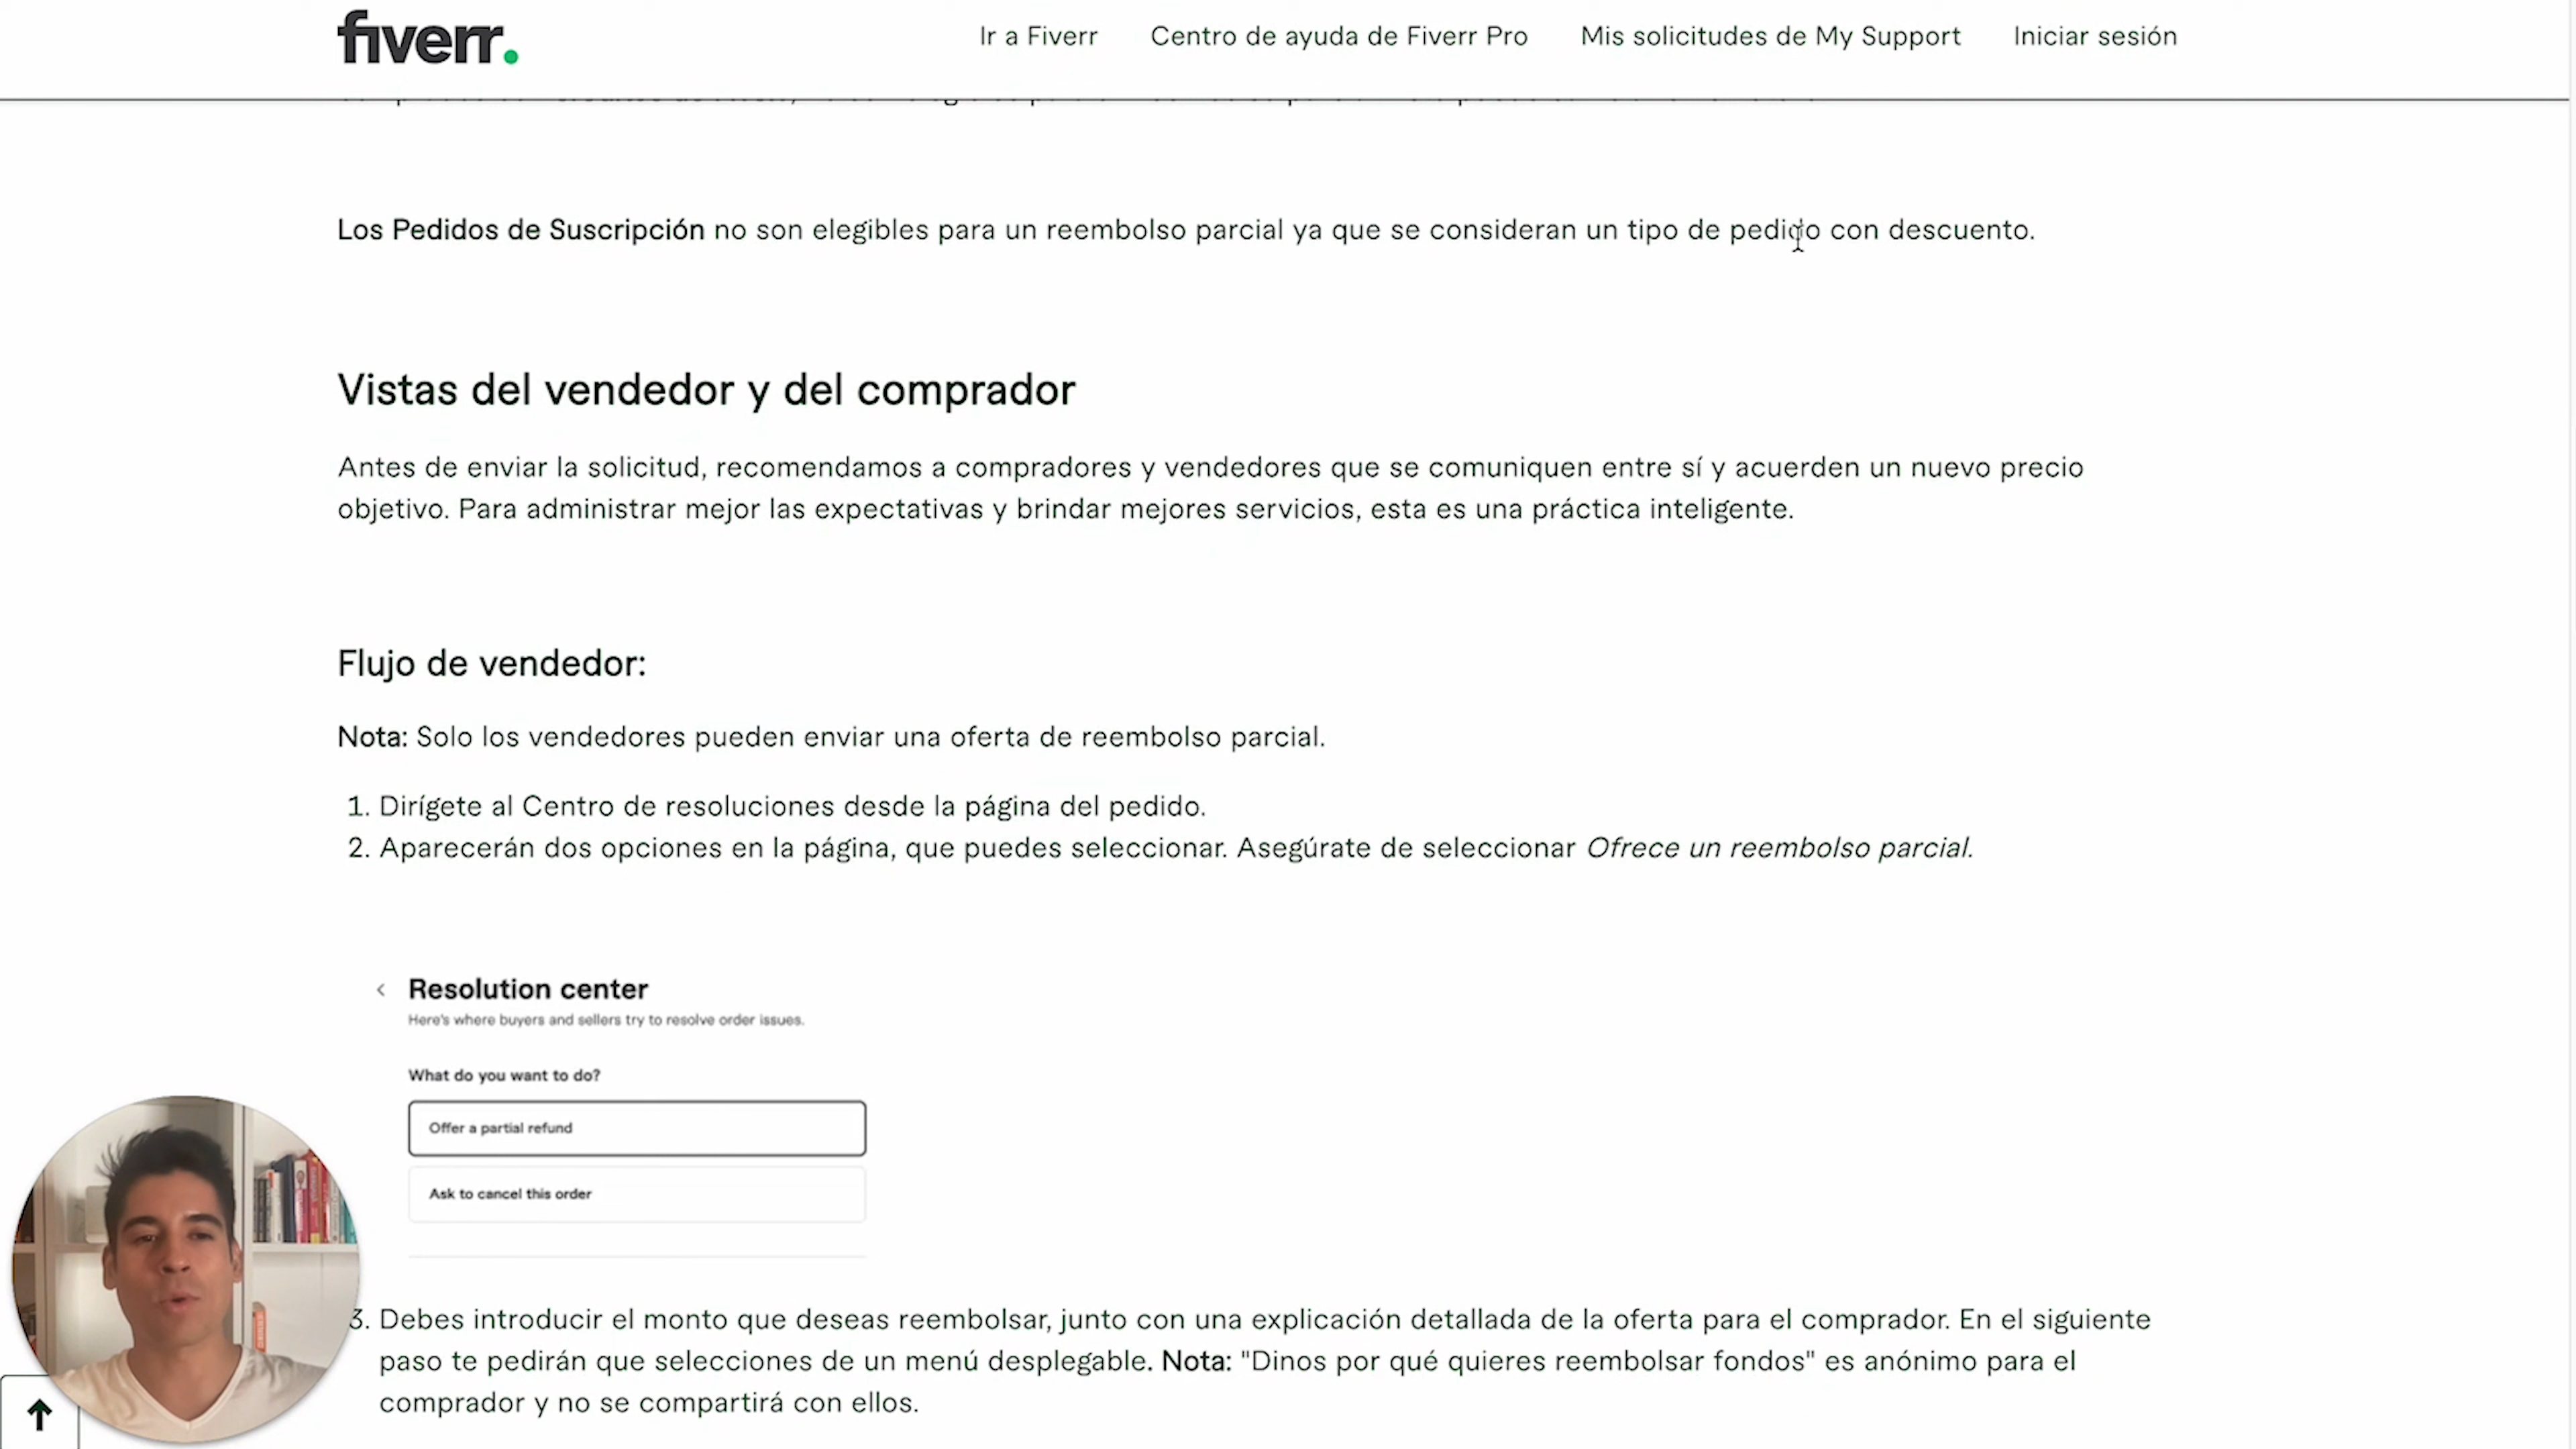 fiverr.
Ir a Fiverr
Centro de ayuda de Fiverr Pro
Mis solicitudes de My Support
Iniciar sesión
Los Pedidos de Suscripción no son elegibles para un reembolso parcial ya que se consideran un tipo de pedido con descuento.
Vistas del vendedor y del comprador
Antes de enviar la solicitud, recomendamos a compradores y vendedores que se comuniquen entre sí y acuerden un nuevo precio
objetivo. Para administrar mejor las expectativas y brindar mejores servicios, esta es una práctica inteligente.
Flujo de vendedor:
Nota: Solo los vendedores pueden enviar una oferta de reembolso parcial.
1. Dirígete al Centro de resoluciones desde la página del pedido.
2. Aparecerán dos opciones en la página, que puedes seleccionar. Asegúrate de seleccionar Ofrece un reembolso parcial.
Resolution center
Here's where buyers and sellers try to resolve order issues.
What do you want to do?
Offer a partial refund
Ask to cancel this order
3. Debes introducir el monto que deseas reembolsar, junto con una explicación detallada de la oferta para el comprador. En el siguiente
paso te pedirán que selecciones de un menú desplegable. Nota: "Dinos por qué quieres reembolsar fondos" es anónimo para el
comprador y no se compartirá con ellos.